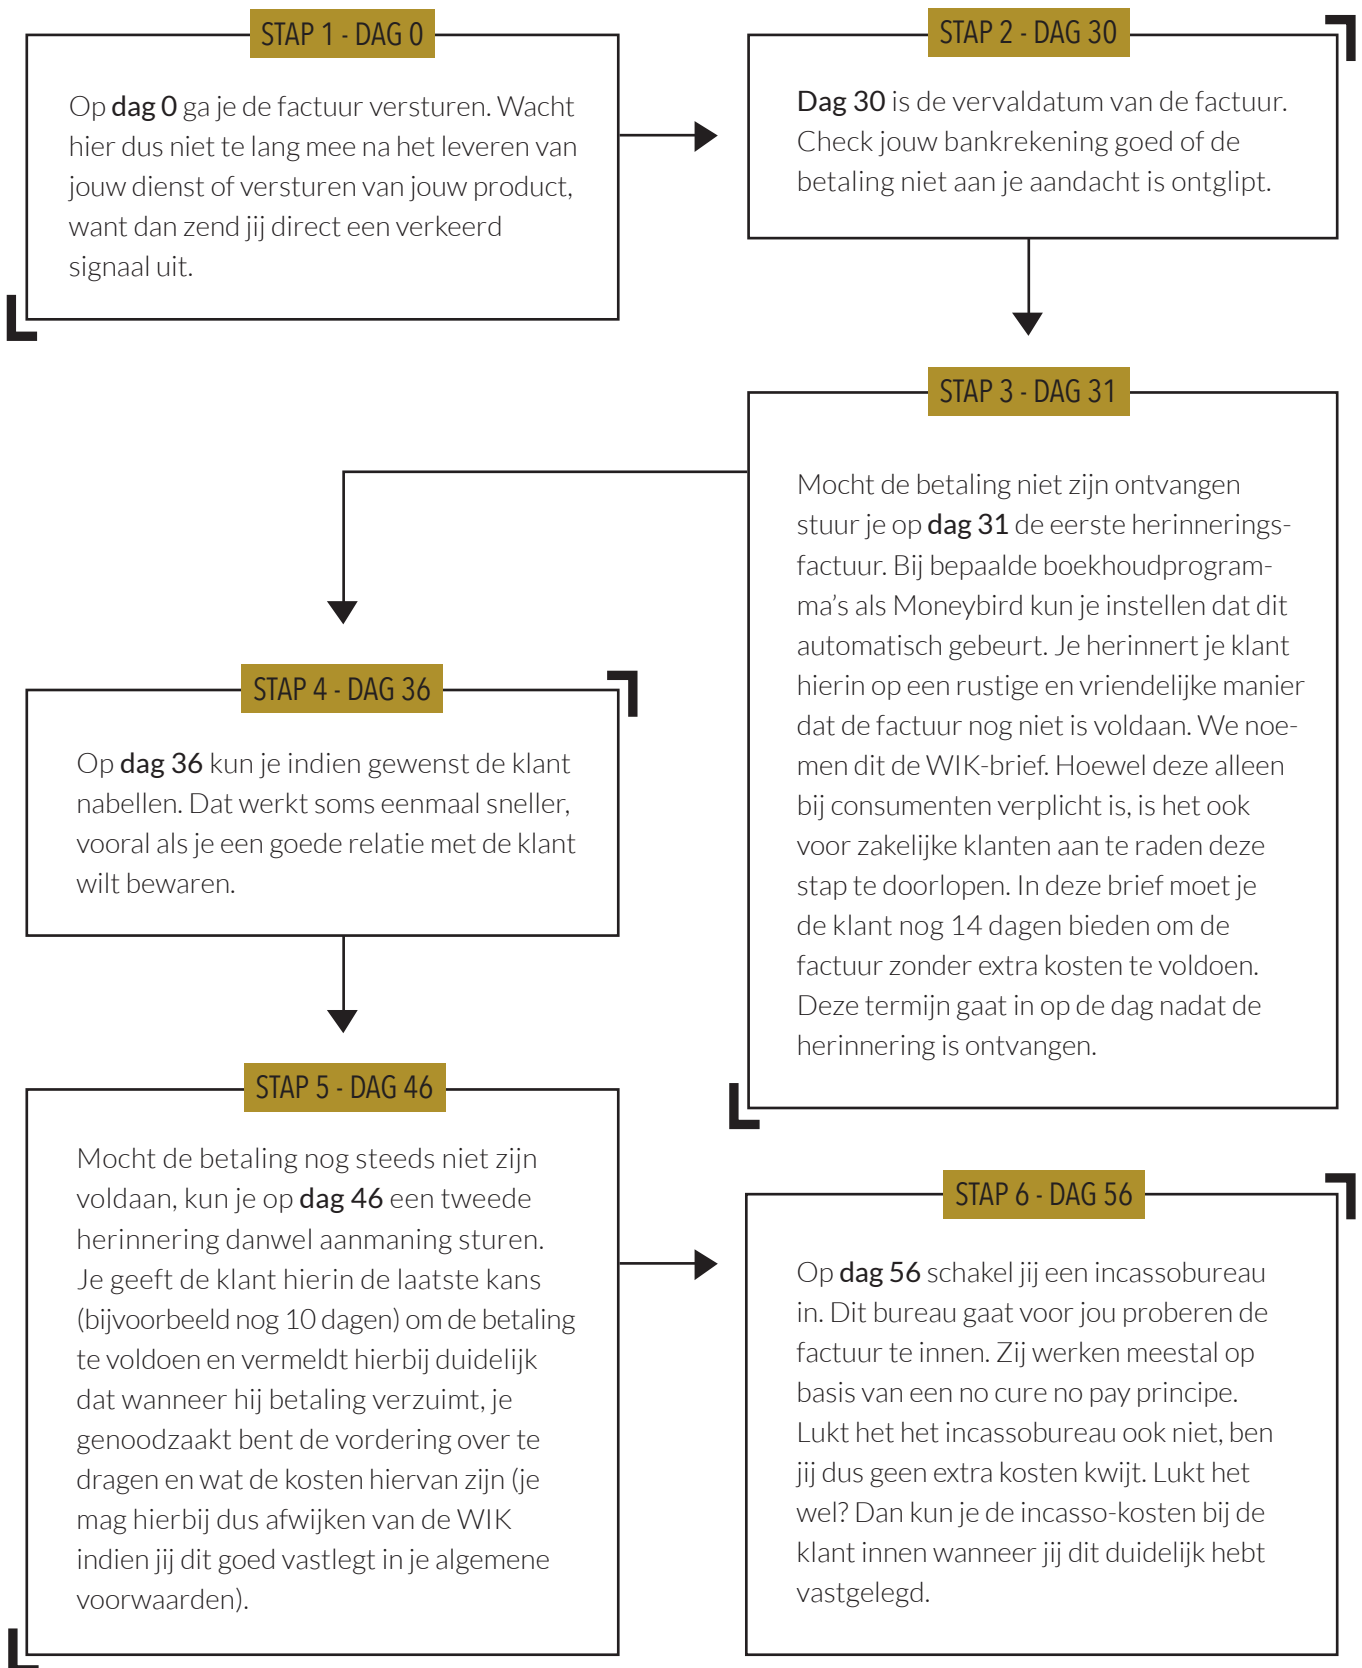 STAP 1 - DAG 0
Op dag 0 ga je de factuur versturen. Wacht
hier dus niet te lang mee na het leveren van
jouw dienst of versturen van jouw product,
want dan zend jij direct een verkeerd
signaal uit.
STAP 2 - DAG 30
Dag 30 is de vervaldatum van de factuur.
Check jouw bankrekening goed of de
betaling niet aan je aandacht is ontglipt.
STAP 3 - DAG 31
Mocht de betaling niet zijn ontvangen
stuur je op dag 31 de eerste herinnerings-
factuur. Bij bepaalde boekhoudprogram-
ma's als Moneybird kun je instellen dat dit
automatisch gebeurt. Je herinnert je klant
hierin op een rustige en vriendelijke manier
dat de factuur nog niet is voldaan. We noe-
men dit de WIK-brief. Hoewel deze alleen
bij consumenten verplicht is, is het ook
voor zakelijke klanten aan te raden deze
stap te doorlopen. In deze brief moet je
de klant nog 14 dagen bieden om de
factuur zonder extra kosten te voldoen.
Deze termijn gaat in op de dag nadat de
herinnering is ontvangen.
STAP 4 - DAG 36
Op dag 36 kun je indien gewenst de klant
nabellen. Dat werkt soms eenmaal sneller,
vooral als je een goede relatie met de klant
wilt bewaren.
STAP 5 - DAG 46
Mocht de betaling nog steeds niet zijn
voldaan, kun je op dag 46 een tweede
herinnering danwel aanmaning sturen.
Je geeft de klant hierin de laatste kans
(bijvoorbeeld nog 10 dagen) om de betaling
te voldoen en vermeldt hierbij duidelijk
dat wanneer hij betaling verzuimt, je
genoodzaakt bent de vordering over te
dragen en wat de kosten hiervan zijn (je
mag hierbij dus afwijken van de WIK
indien jij dit goed vastlegt in je algemene
voorwaarden).
STAP 6 - DAG 56
Op dag 56 schakel jij een incassobureau
in. Dit bureau gaat voor jou proberen de
factuur te innen. Zij werken meestal op
basis van een no cure no pay principe.
Lukt het het incassobureau ook niet, ben
jij dus geen extra kosten kwijt. Lukt het
wel? Dan kun je de incasso-kosten bij de
klant innen wanneer jij dit duidelijk hebt
vastgelegd.